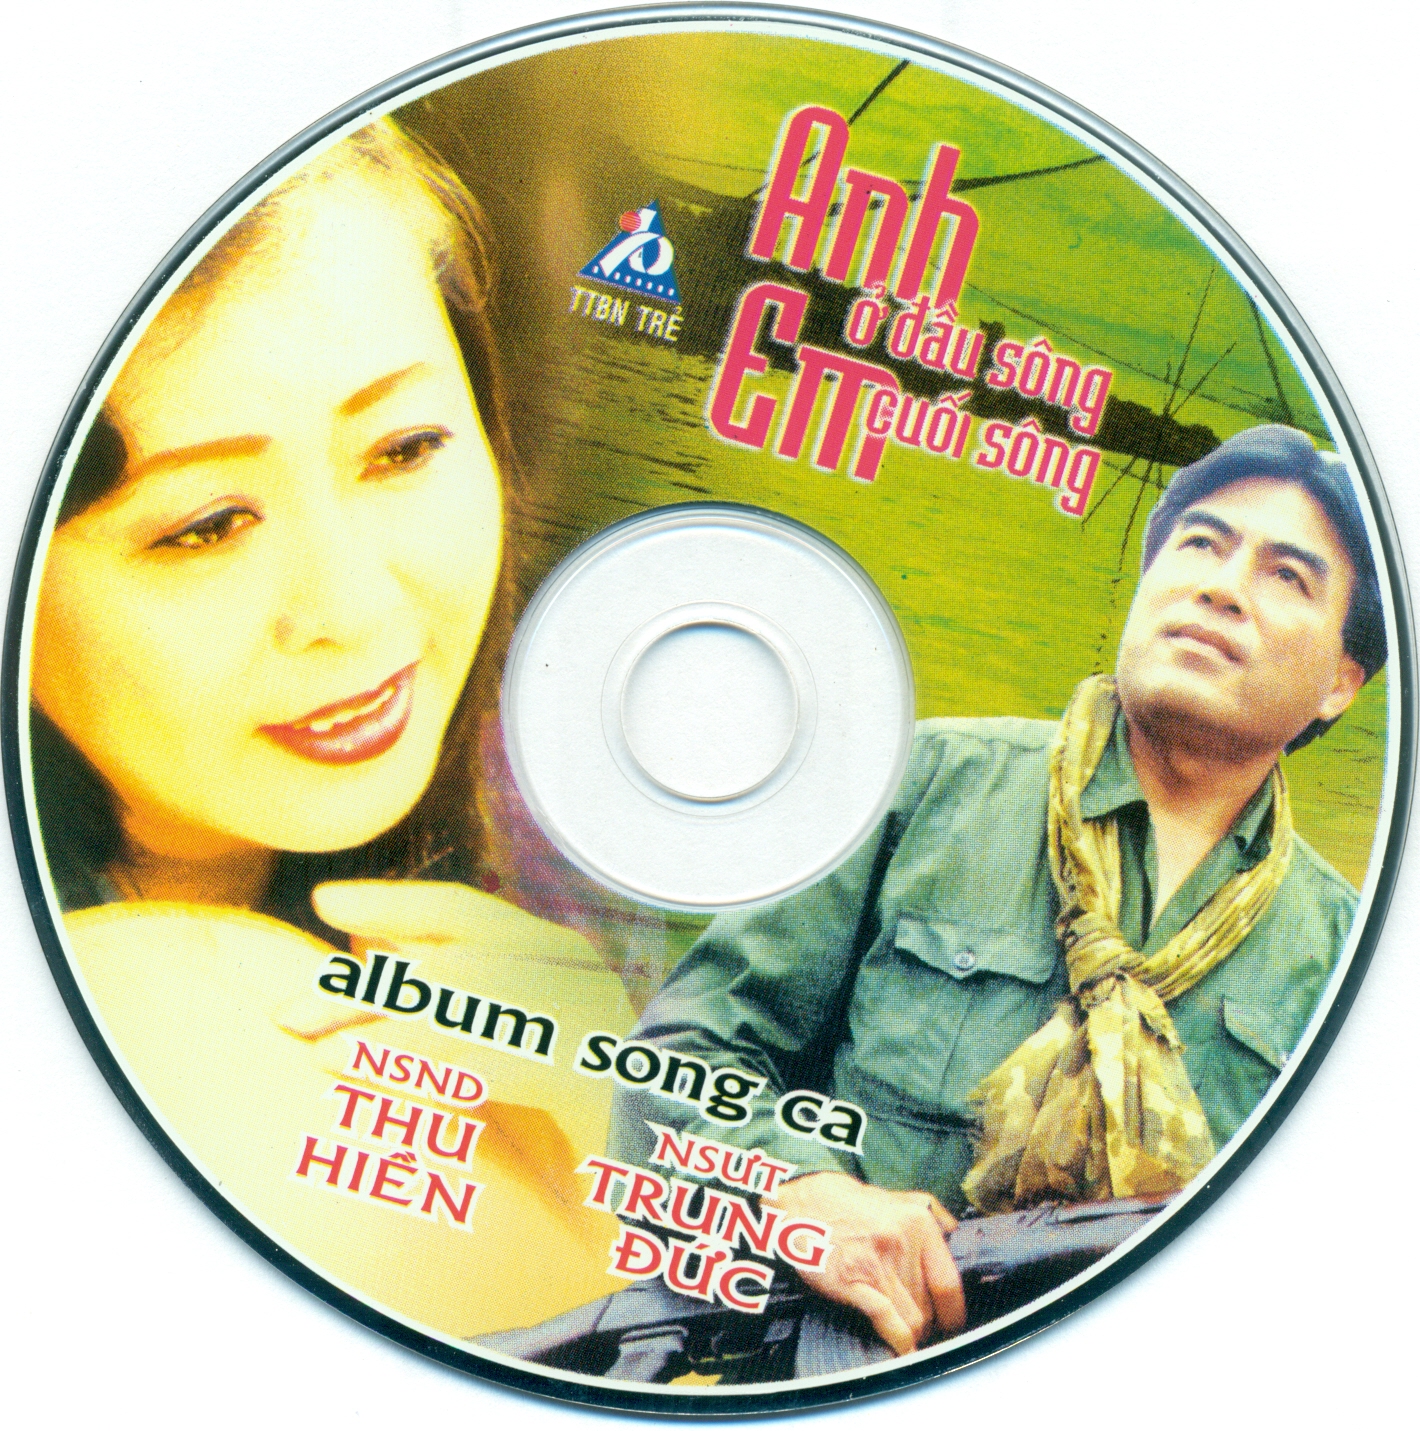 Anh
ở đầu sông
Em cuối sông
TTBN TRẺ
album song ca
NSND
THU
HIỀN
NSƯT
TRUNG
ĐỨC